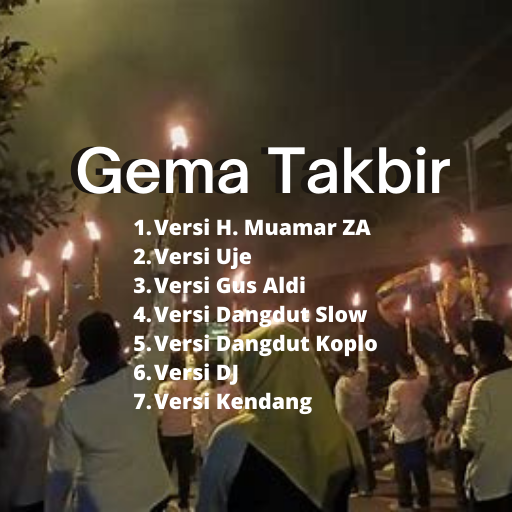 Gema Takbir
1. Versi H. Muamar ZA
2. Versi Uje
3. Versi Gus Aldi
4. Versi Dangdut Slow
5. Versi Dangdut Koplo
6. Versi DJ
7. Versi Kendang